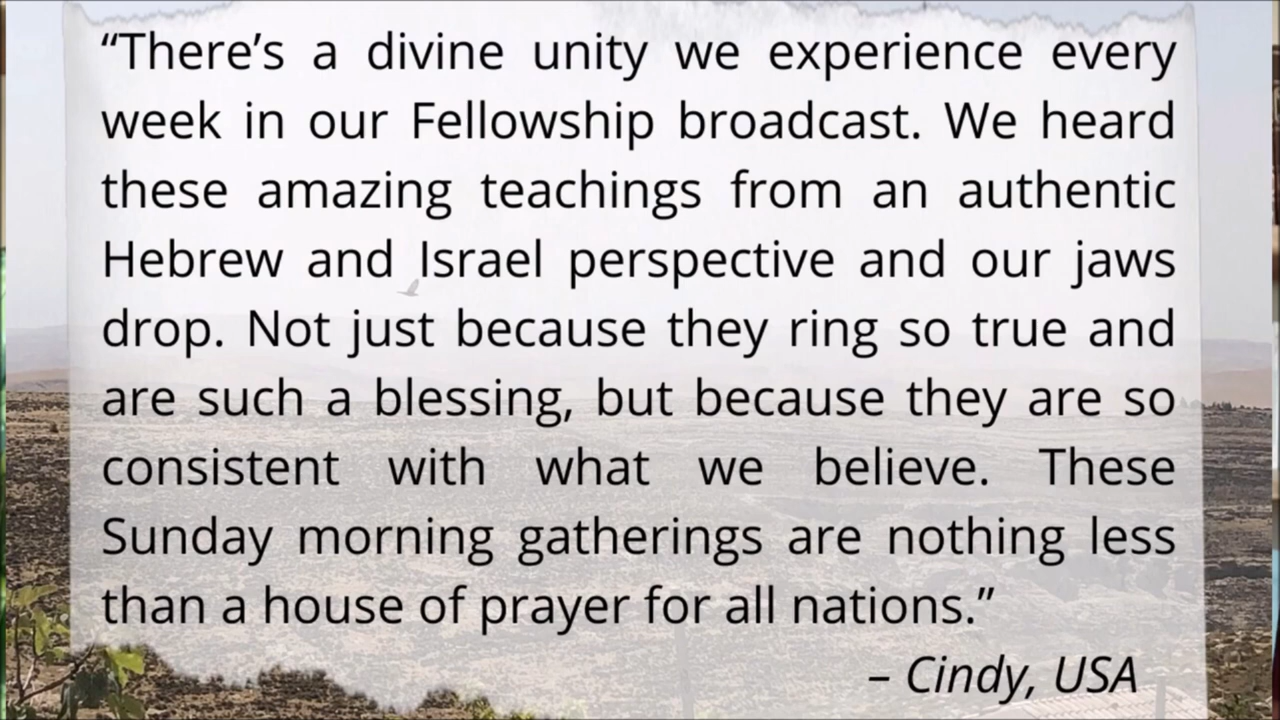 “There’s a divine unity we experience every
week in our Fellowship broadcast. We heard
these amazing teachings from an authentic
Hebrew and Israel perspective and our jaws
drop. Not just because they ring so true and
are such a blessing, but because they are so
consistent with what we believe. These
Sunday morning gatherings are nothing less
than a house of prayer for all nations.”
– Cindy, USA